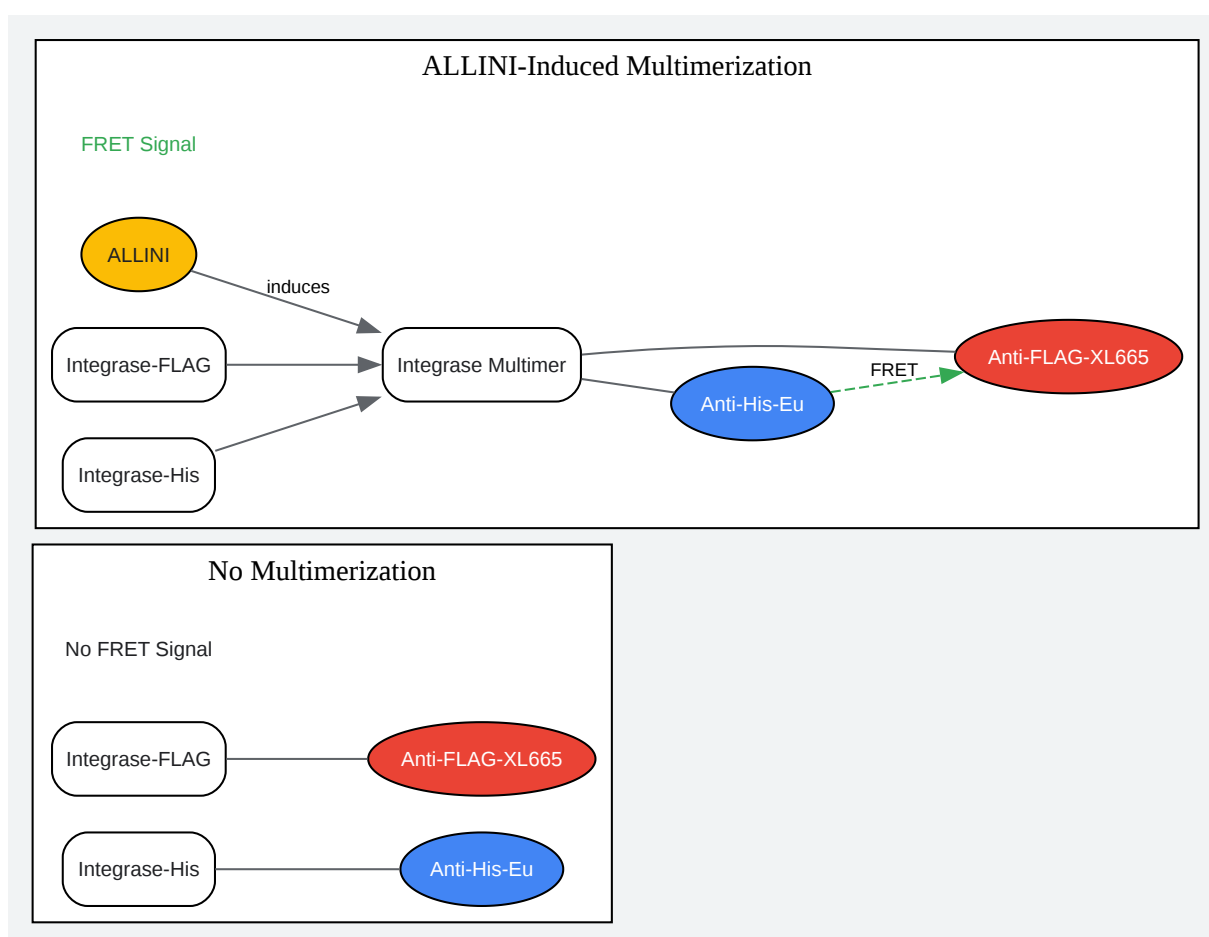 ALLINI-Induced Multimerization
FRET Signal
ALLINI
induces
Integrase-FLAG
Integrase Multimer
Anti-FLAG-XL665
FRET
Anti-His-Eu
Integrase-His
No Multimerization
No FRET Signal
Integrase-FLAG
Anti-FLAG-XL665
Integrase-His
Anti-His-Eu